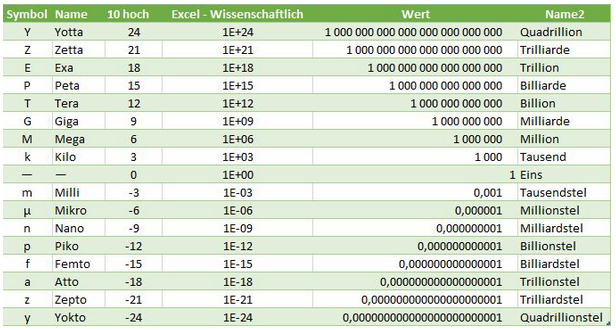 Symbol Name 10 hoch Excel - Wissenschaftlich Wert Name2
Y Yotta 24 1E+24 1 000 000 000 000 000 000 000 000 Quadrillion
Z Zetta 21 1E+21 1 000 000 000 000 000 000 000 Trilliarde
E Exa 18 1E+18 1 000 000 000 000 000 000 Trillion
P Peta 15 1E+15 1 000 000 000 000 000 Billiarde
T Tera 12 1E+12 1 000 000 000 000 Billion
G Giga 9 1E+09 1 000 000 000 Milliarde
M Mega 6 1E+06 1 000 000 Million
k Kilo 3 1E+03 1 000 Tausend
— — 0 1E+00 1 Eins
m Milli -3 1E-03 0,001 Tausendstel
µ Mikro -6 1E-06 0,000001 Millionstel
n Nano -9 1E-09 0,000000001 Milliardstel
p Piko -12 1E-12 0,000000000001 Billionstel
f Femto -15 1E-15 0,000000000000001 Billiardstel
a Atto -18 1E-18 0,000000000000000001 Trillionstel
z Zepto -21 1E-21 0,000000000000000000001 Trilliardstel
y Yokto -24 1E-24 0,000000000000000000000001 Quadrillionstel